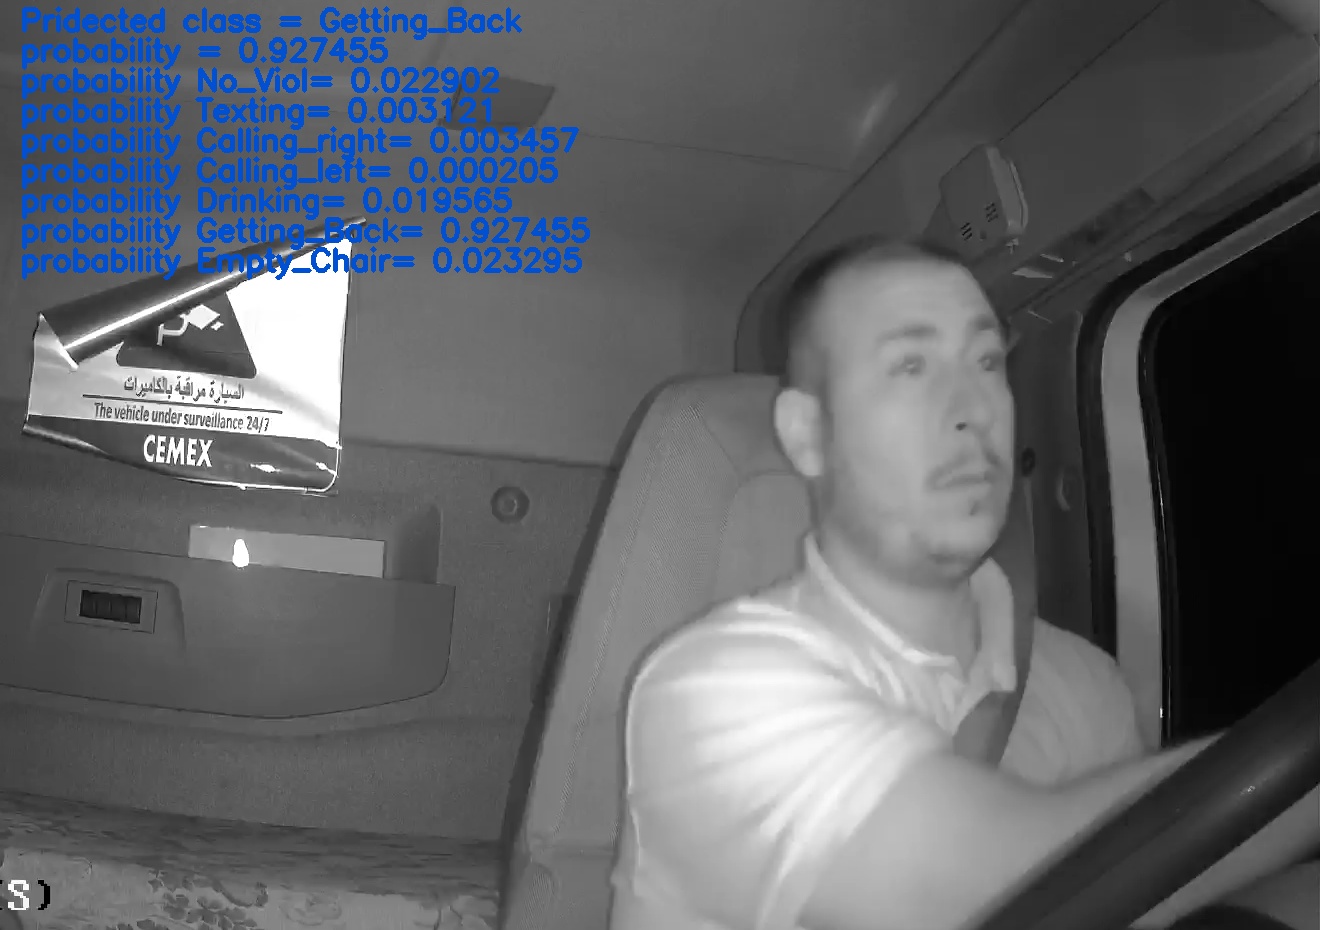 Pridected class = Getting_Back
probability = 0.927455
probability No_Viol= 0.022902
probability Texting= 0.003121
probability Calling_right= 0.003457
probability Calling_left= 0.000205
probability Drinking= 0.019565
probability Getting_Back= 0.927455
probability Empty_Chair= 0.023295
السيارة مراقبة بالكاميرات
The vehicle under surveillance 24/7
CEMEX
S)